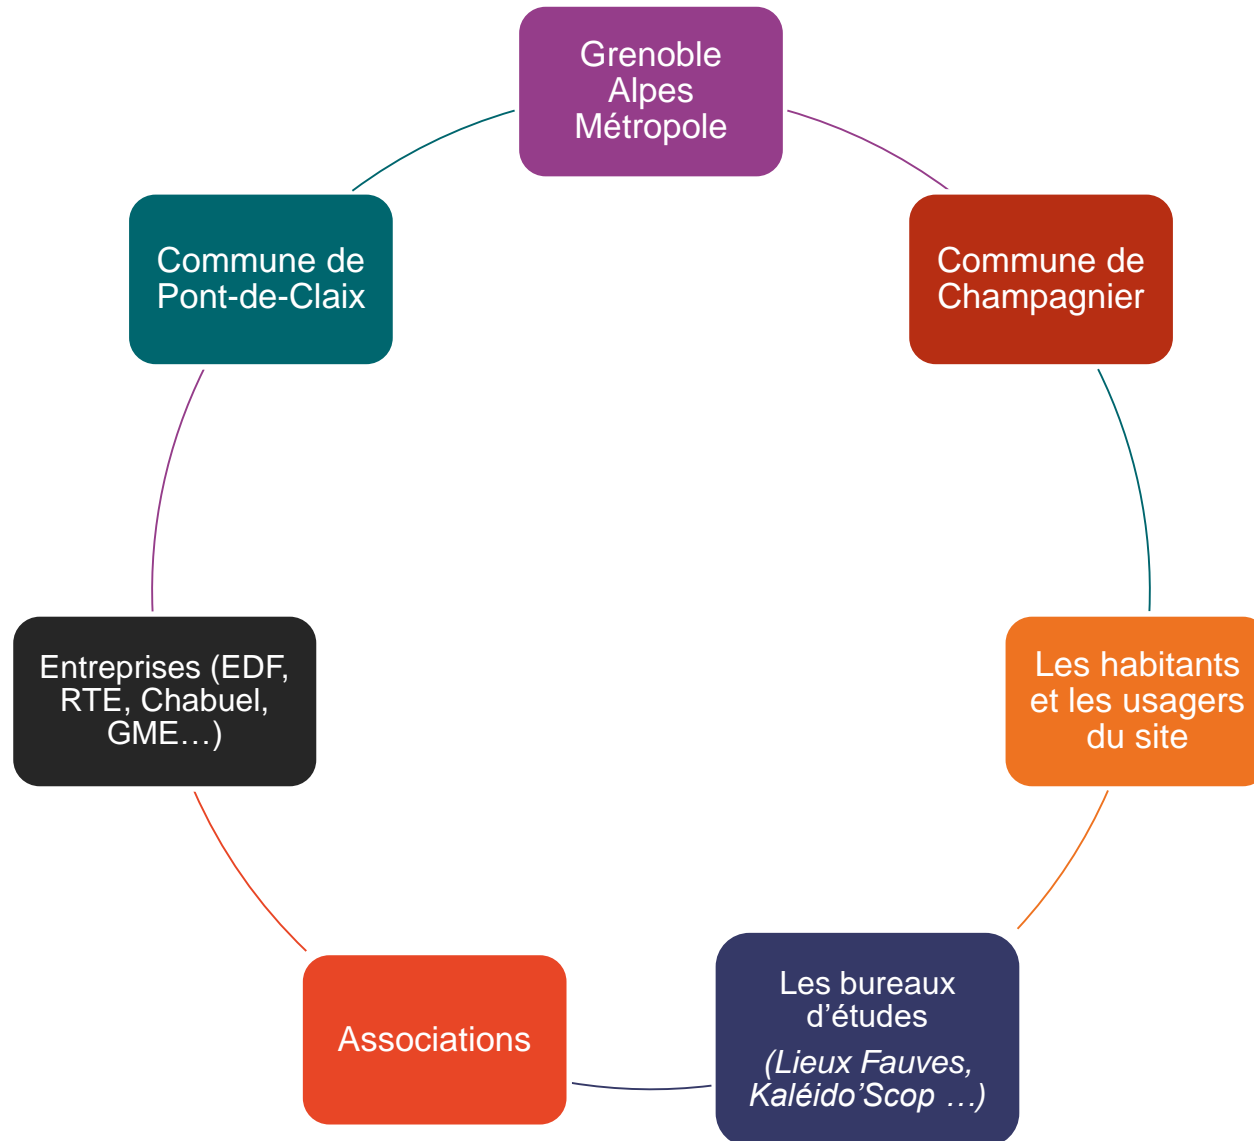 Grenoble
Alpes
Métropole
Commune de
Champagnier
Les habitants
et les usagers
du site
Les bureaux
d’études
(Lieux Fauves,
Kaléido’Scop …)
Associations
Entreprises (EDF,
RTE, Chabuel,
GME…)
Commune de
Pont-de-Claix